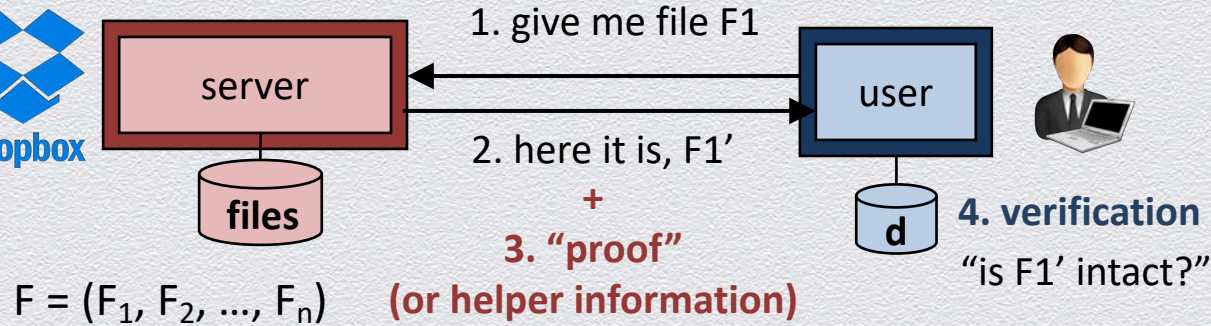 1. give me file F1
server
user
opbox
2. here it is, F1’
files
+
d
4. verification
3. “proof”
“is F1’ intact?”
F = (F₁, F₂, ..., Fₙ)
(or helper information)